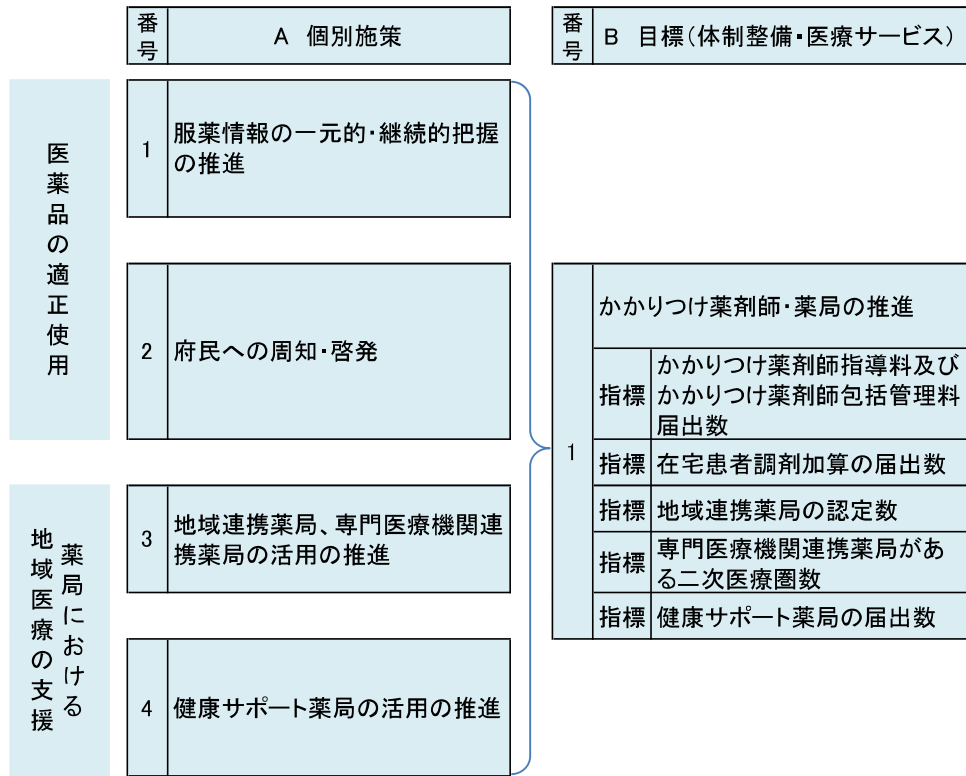 番号
A 個別施策
番号
B 目標（体制整備・医療サービス）
医薬品の適正使用
1
服薬情報の一元的・継続的把握
の推進
2
府民への周知・啓発
薬局における
地域医療の支援
3
地域連携薬局、専門医療機関連
携薬局の活用の推進
4
健康サポート薬局の活用の推進
1
かかりつけ薬剤師・薬局の推進
指標
かかりつけ薬剤師指導料及び
かかりつけ薬剤師包括管理料
届出数
指標
在宅患者調剤加算の届出数
指標
地域連携薬局の認定数
指標
専門医療機関連携薬局があ
る二次医療圏数
指標
健康サポート薬局の届出数